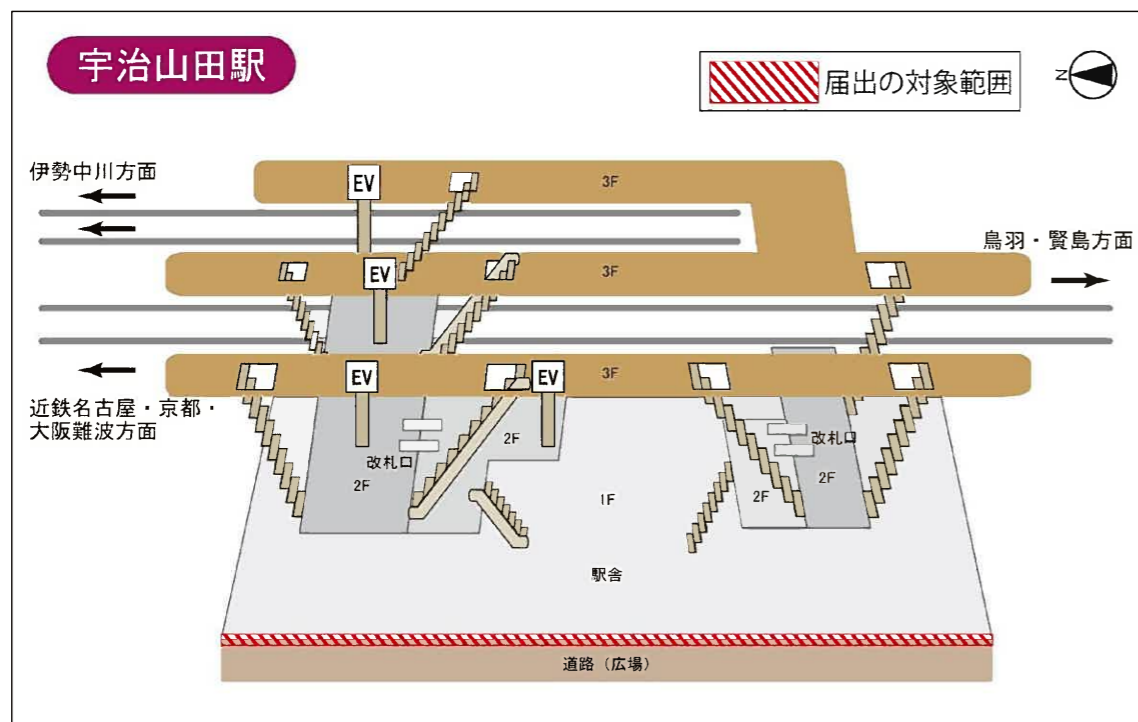 宇治山田駅
届出の対象範囲
N
伊勢中川方面
EV
3F
鳥羽・賢島方面
EV
3F
EV
EV
3F
近鉄名古屋・京都・
大阪難波方面
改札口
2F
2F
改札口
2F
2F
1F
駅舎
道路（広場）